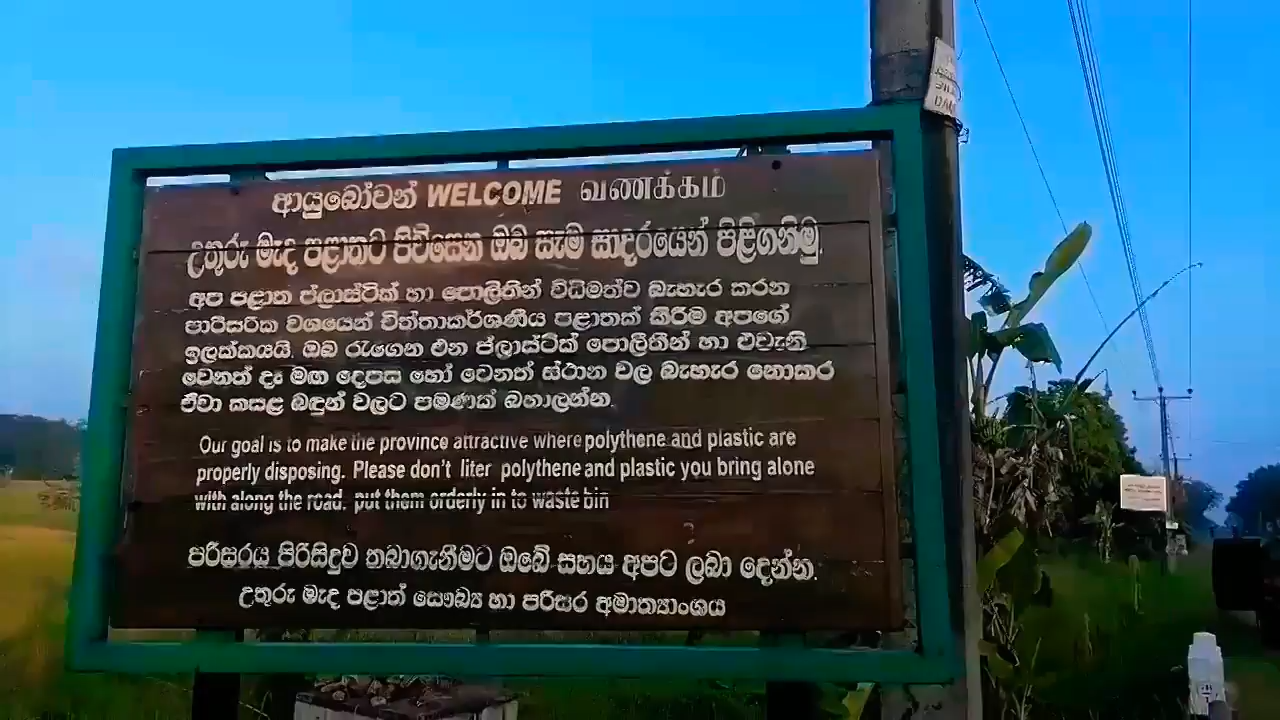 ආයුබෝවන් WELCOME வணக்கம்
උතුරු මැද පළාතට පිවිසෙන ඔබ සැම සාදරයෙන් පිළිගනිමු.
අප පළාත ප්ලාස්ටික් හා පොලිතින් විධිමත්ව බැහැර කරන
පාරිසරික වශයෙන් චිත්තාකර්ශණීය පළාතක් කිරීම අපගේ
ඉලක්කයයි. ඔබ රැගෙන එන ප්ලාස්ටික් පොලිතින් හා එවැනි
වෙනත් දෑ මඟ දෙපස හෝ වෙනත් ස්ථාන වල බැහැර නොකර
ඒවා කසළ බඳුන් වලට පමණක් බහාලන්න.
Our goal is to make the province attractive where polythene and plastic are
properly disposing. Please don't liter polythene and plastic you bring alone
with along the road. put them orderly in to waste bin
පරිසරය පිරිසිදුව තබාගැනීමට ඔබේ සහය අපට ලබා දෙන්න.
උතුරු මැද පළාත් සෞඛ්‍ය හා පරිසර අමාත්‍යාංශය